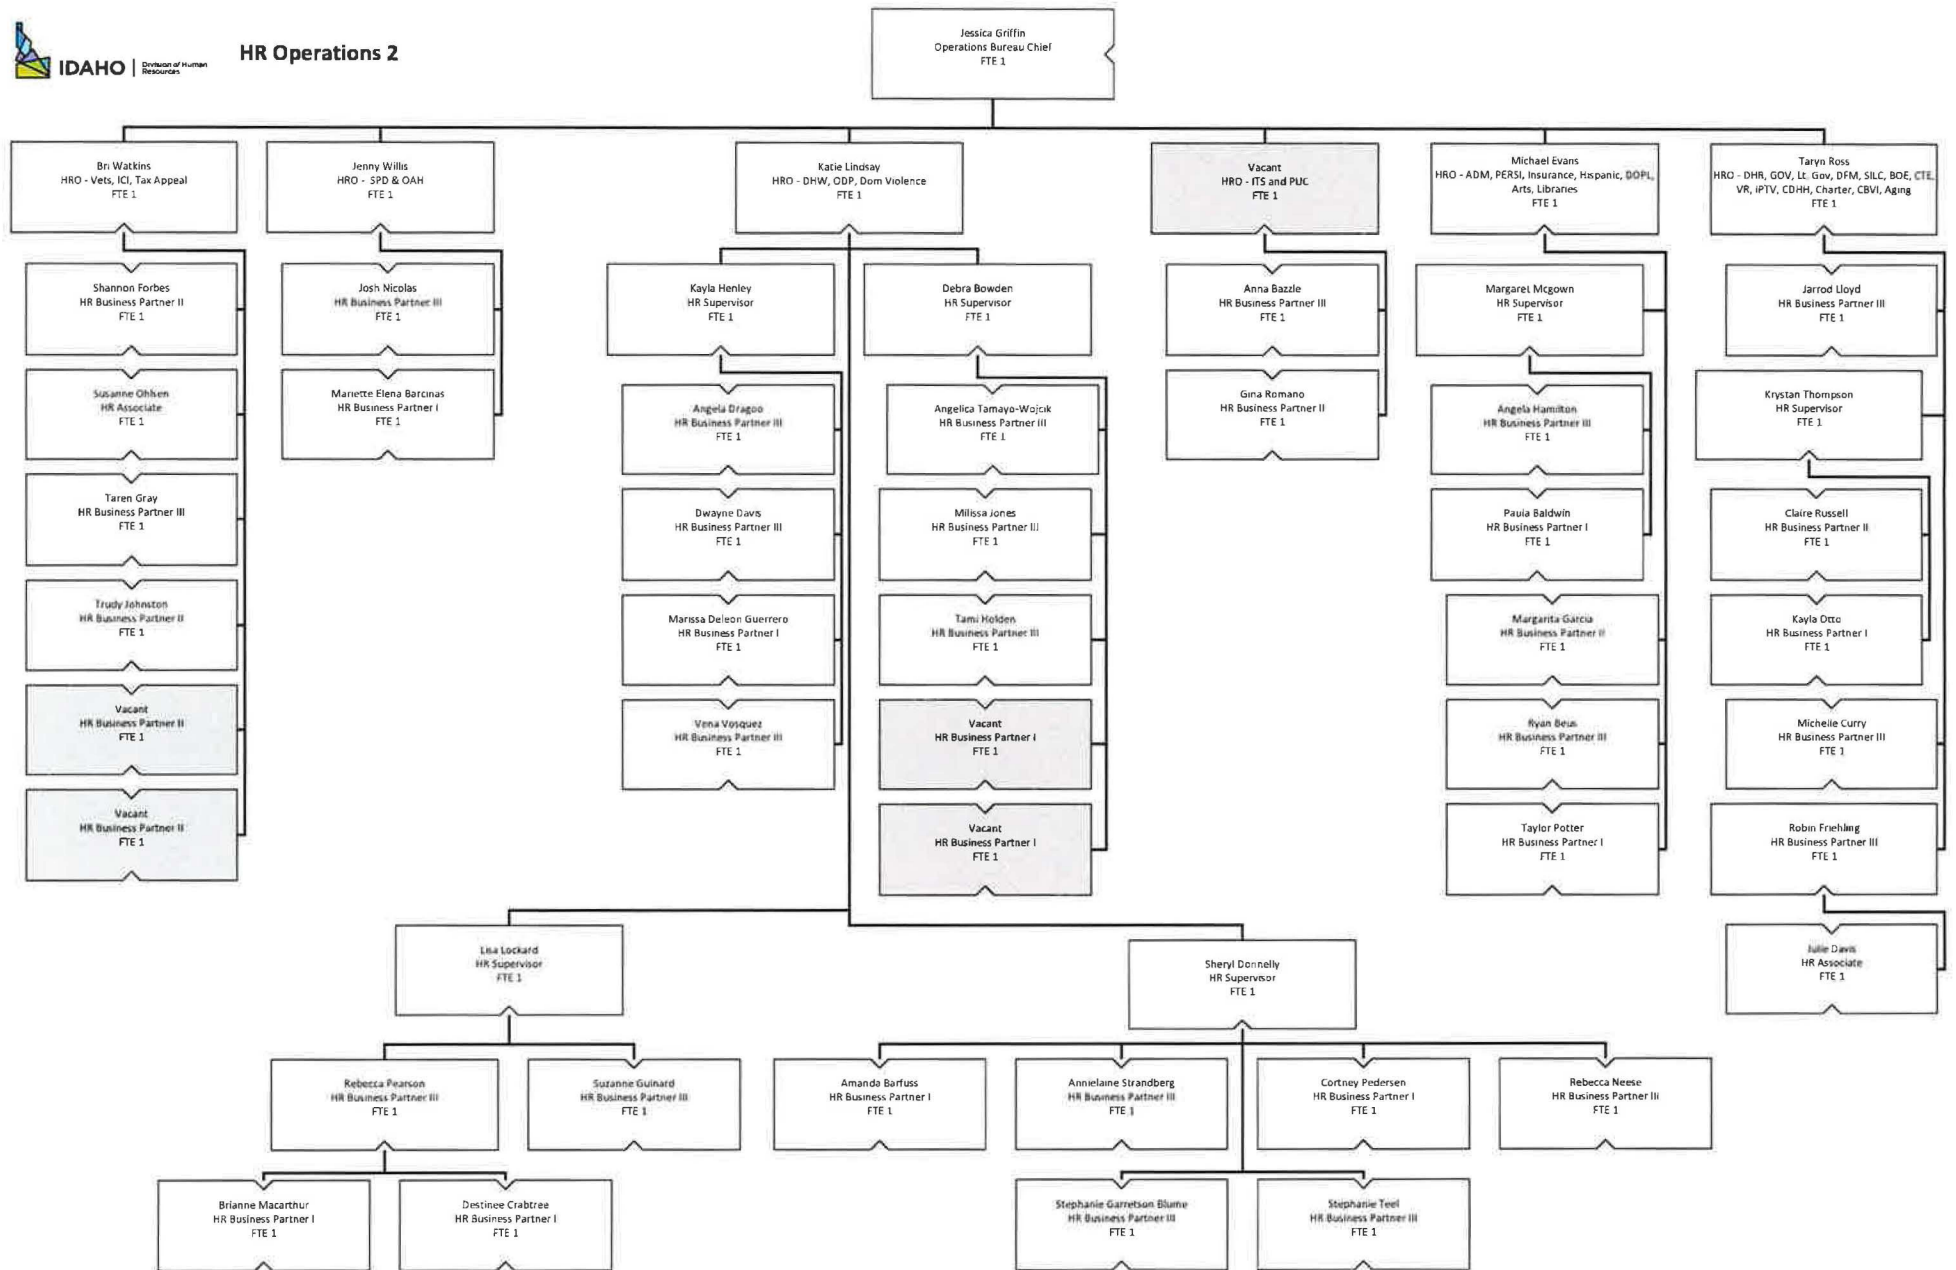 IDAHO | Division of Human Resources
HR Operations 2
Jessica Griffin
Operations Bureau Chief
FTE 1
Bri Watkins
HRO - Vets, ICI, Tax Appeal
FTE 1
Jenny Willis
HRO - SPD & OAH
FTE 1
Katie Lindsay
HRO - DHW, ODP, Dom Violence
FTE 1
Vacant
HRO - ITS and PUC
FTE 1
Michael Evans
HRO - ADM, PERSI, Insurance, Hispanic, DOPL,
Arts, Libraries
FTE 1
Taryn Ross
HRO - DHR, GOV, Lt. Gov, DFM, SILC, BOE, CTE,
VR, IPTV, CDHH, Charter, CBVI, Aging
FTE 1
Shannon Forbes
HR Business Partner II
FTE 1
Susanne Ohlsen
HR Associate
FTE 1
Taren Gray
HR Business Partner III
FTE 1
Trudy Johnston
HR Business Partner II
FTE 1
Vacant
HR Business Partner II
FTE 1
Vacant
HR Business Partner II
FTE 1
Josh Nicolas
HR Business Partner III
FTE 1
Mariette Elena Barcinas
HR Business Partner I
FTE 1
Kayla Henley
HR Supervisor
FTE 1
Angela Dragoo
HR Business Partner III
FTE 1
Dwayne Davis
HR Business Partner III
FTE 1
Marissa Deleon Guerrero
HR Business Partner I
FTE 1
Vena Vosquez
HR Business Partner III
FTE 1
Debra Bowden
HR Supervisor
FTE 1
Angelica Tamayo-Wojcik
HR Business Partner III
FTE 1
Milissa Jones
HR Business Partner III
FTE 1
Tami Holden
HR Business Partner III
FTE 1
Vacant
HR Business Partner I
FTE 1
Vacant
HR Business Partner I
FTE 1
Anna Bazzle
HR Business Partner III
FTE 1
Gina Romano
HR Business Partner II
FTE 1
Margaret Mcgown
HR Supervisor
FTE 1
Angela Hamilton
HR Business Partner III
FTE 1
Paula Baldwin
HR Business Partner I
FTE 1
Margarita Garcia
HR Business Partner II
FTE 1
Ryan Beus
HR Business Partner III
FTE 1
Taylor Potter
HR Business Partner I
FTE 1
Jarrod Lloyd
HR Business Partner III
FTE 1
Krystan Thompson
HR Supervisor
FTE 1
Claire Russell
HR Business Partner II
FTE 1
Kayla Otto
HR Business Partner I
FTE 1
Michelle Curry
HR Business Partner III
FTE 1
Robin Friehling
HR Business Partner III
FTE 1
Julie Davis
HR Associate
FTE 1
Lisa Lockard
HR Supervisor
FTE 1
Sheryl Donnelly
HR Supervisor
FTE 1
Rebecca Pearson
HR Business Partner III
FTE 1
Suzanne Guinard
HR Business Partner III
FTE 1
Amanda Barfuss
HR Business Partner I
FTE 1
Annielaine Strandberg
HR Business Partner III
FTE 1
Cortney Pedersen
HR Business Partner I
FTE 1
Rebecca Neese
HR Business Partner III
FTE 1
Brianne Macarthur
HR Business Partner I
FTE 1
Destinee Crabtree
HR Business Partner I
FTE 1
Stephanie Garretson Blume
HR Business Partner III
FTE 1
Stephanie Teel
HR Business Partner III
FTE 1